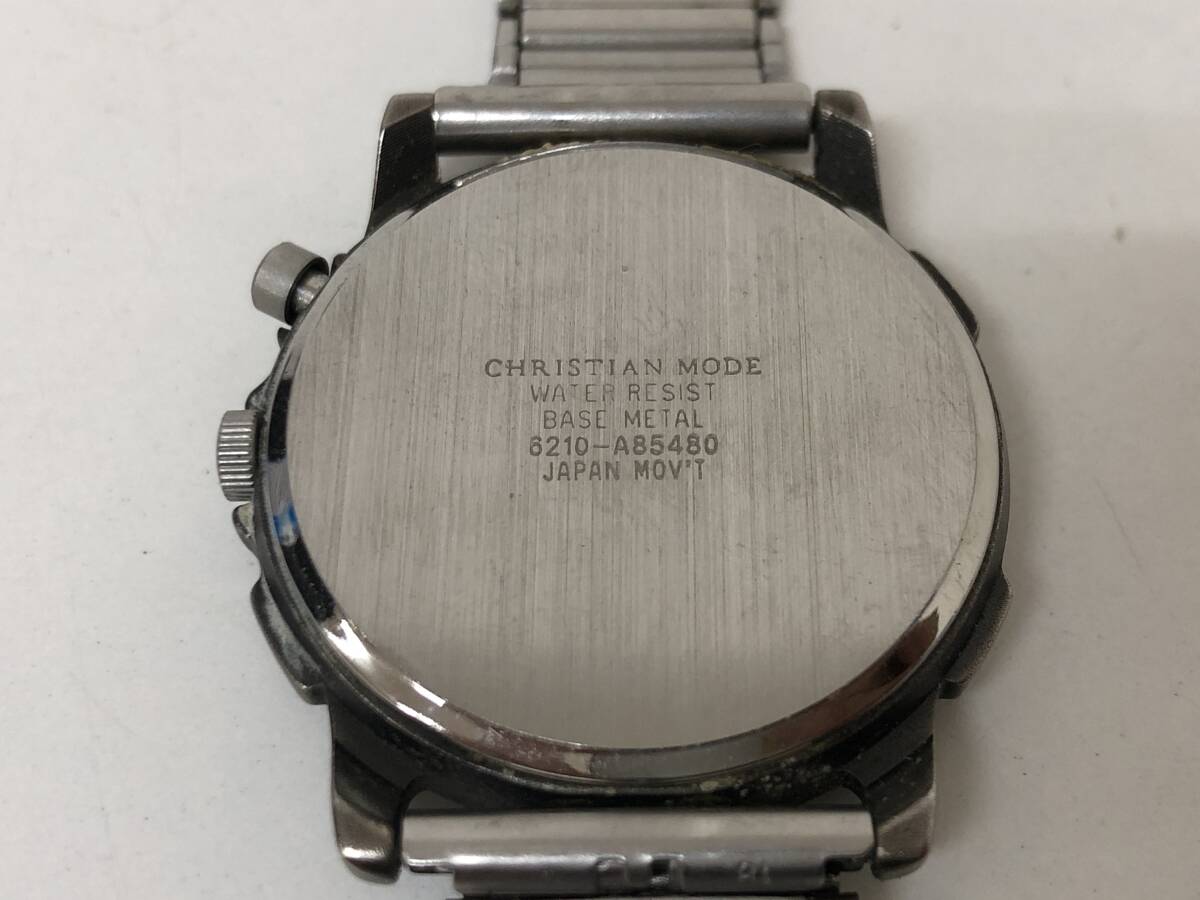 CHRISTIAN MODE
WATER RESIST
BASE METAL
6210-A85480
JAPAN MOV'T